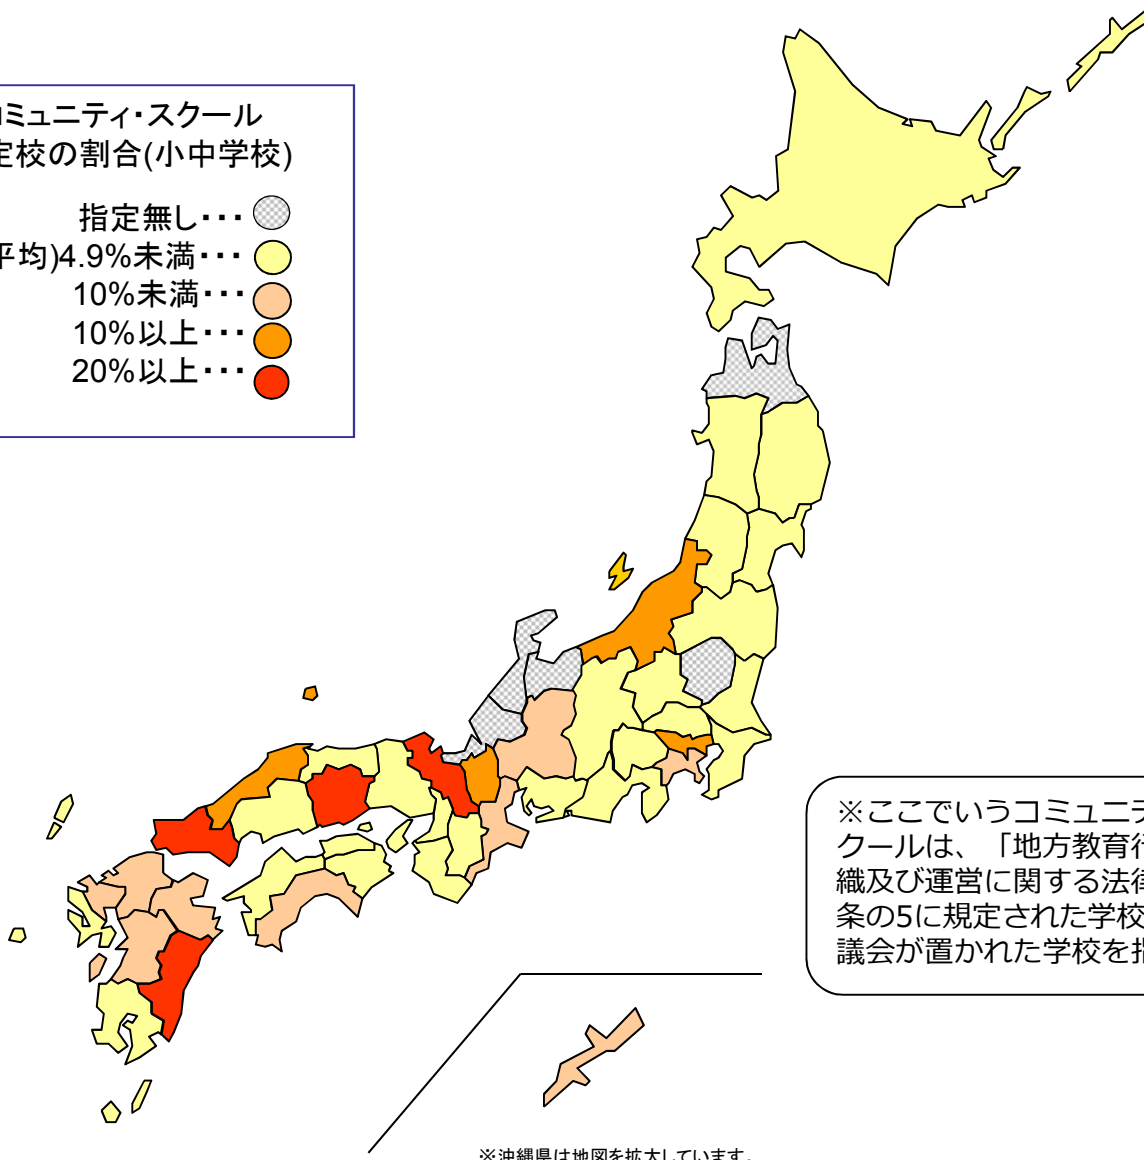 ミュニティ・スクール
定校の割合(小中学校)
指定無し・・・
平均)4.9%未満・・・
10%未満・・・
10%以上・・・
20%以上・・・
※ここでいうコミュニテ
クールは、「地方教育行
織及び運営に関する法律
条の5に規定された学校
議会が置かれた学校を指
※沖縄県は地図を拡大しています。